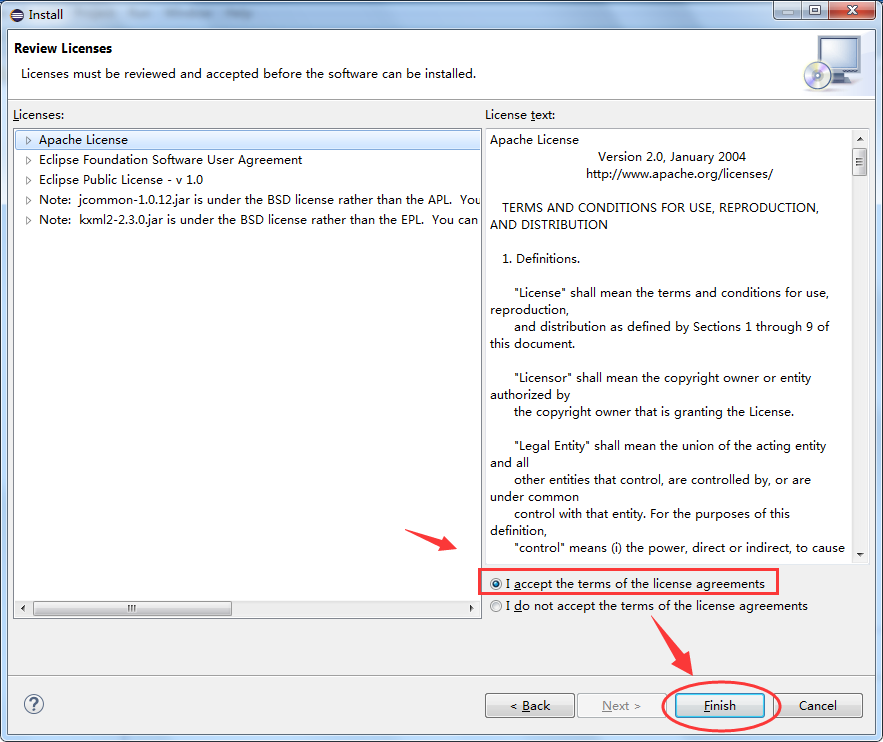 Install
Review Licenses
Licenses must be reviewed and accepted before the software can be installed.
Licenses:
Apache License
Eclipse Foundation Software User Agreement
Eclipse Public License - v 1.0
Note:  jcommon-1.0.12.jar is under the BSD license rather than the APL.  You
Note:  kxml2-2.3.0.jar is under the BSD license rather than the EPL.  You can
License text:
Apache License
Version 2.0, January 2004
http://www.apache.org/licenses/
TERMS AND CONDITIONS FOR USE, REPRODUCTION,
AND DISTRIBUTION
1. Definitions.
"License" shall mean the terms and conditions for use,
reproduction,
and distribution as defined by Sections 1 through 9 of
this document.
"Licensor" shall mean the copyright owner or entity
authorized by
the copyright owner that is granting the License.
"Legal Entity" shall mean the union of the acting entity
and all
other entities that control, are controlled by, or are
under common
control with that entity. For the purposes of this
definition,
"control" means (i) the power, direct or indirect, to cause
I accept the terms of the license agreements
I do not accept the terms of the license agreements
?
< Back
Next >
Finish
Cancel